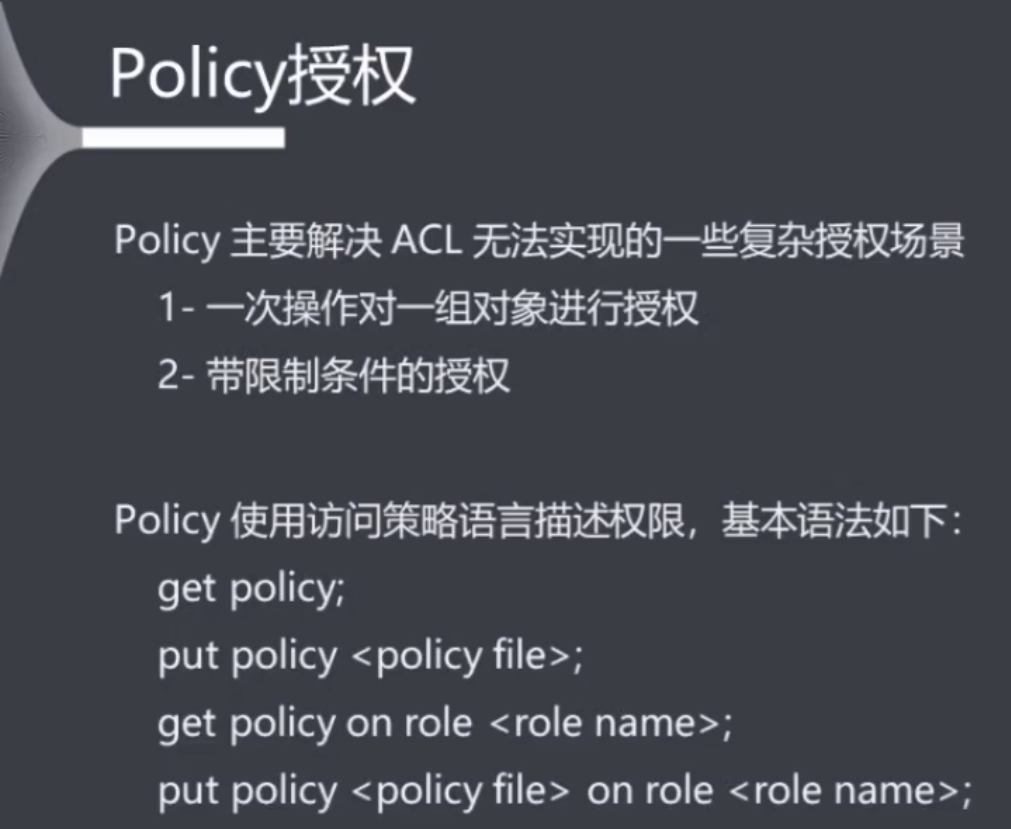 Policy授权
Policy 主要解决 ACL 无法实现的一些复杂授权场景
1- 一次操作对一组对象进行授权
2- 带限制条件的授权
Policy 使用访问策略语言描述权限，基本语法如下：
get policy;
put policy <policy file>;
get policy on role <role name>;
put policy <policy file> on role <role name>;